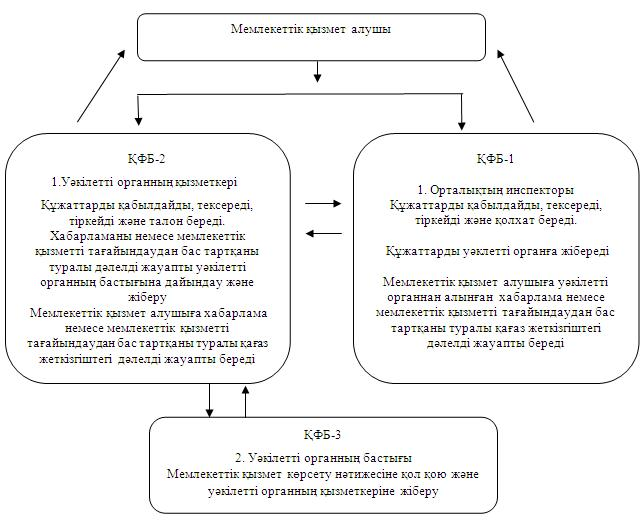 Мемлекеттік қызмет алушы
ҚФБ-2
1.Уәкілетті органның қызметкері
Құжаттарды қабылдайды, тексереді,
тіркейді және талон береді.
Хабарламаны немесе мемлекеттік
қызметті тағайындаудан бас тартқаны
туралы дәлелді жауапты уәкілетті
органның бастығына дайындау және
жіберу
Мемлекеттік қызмет алушыға хабарлама
немесе мемлекеттік қызметті
тағайындаудан бас тартқаны туралы қағаз
жеткізгіштегі дәлелді жауапты береді
ҚФБ-1
1. Орталықтың инспекторы
Құжаттарды қабылдайды, тексереді,
тіркейді және қолхат береді.
Құжаттарды уәклетті органға жібереді
Мемлекеттік қызмет алушыға уәкілетті
органнан алынған хабарлама немесе
мемлекеттік қызметті тағайындаудан бас
тартқаны туралы қағаз жеткізгіштегі
дәлелді жауапты береді
ҚФБ-3
2. Уәкілетті органның бастығы
Мемлекеттік қызмет көрсету нәтижесіне қол қою және
уәкілетті органның қызметкеріне жіберу